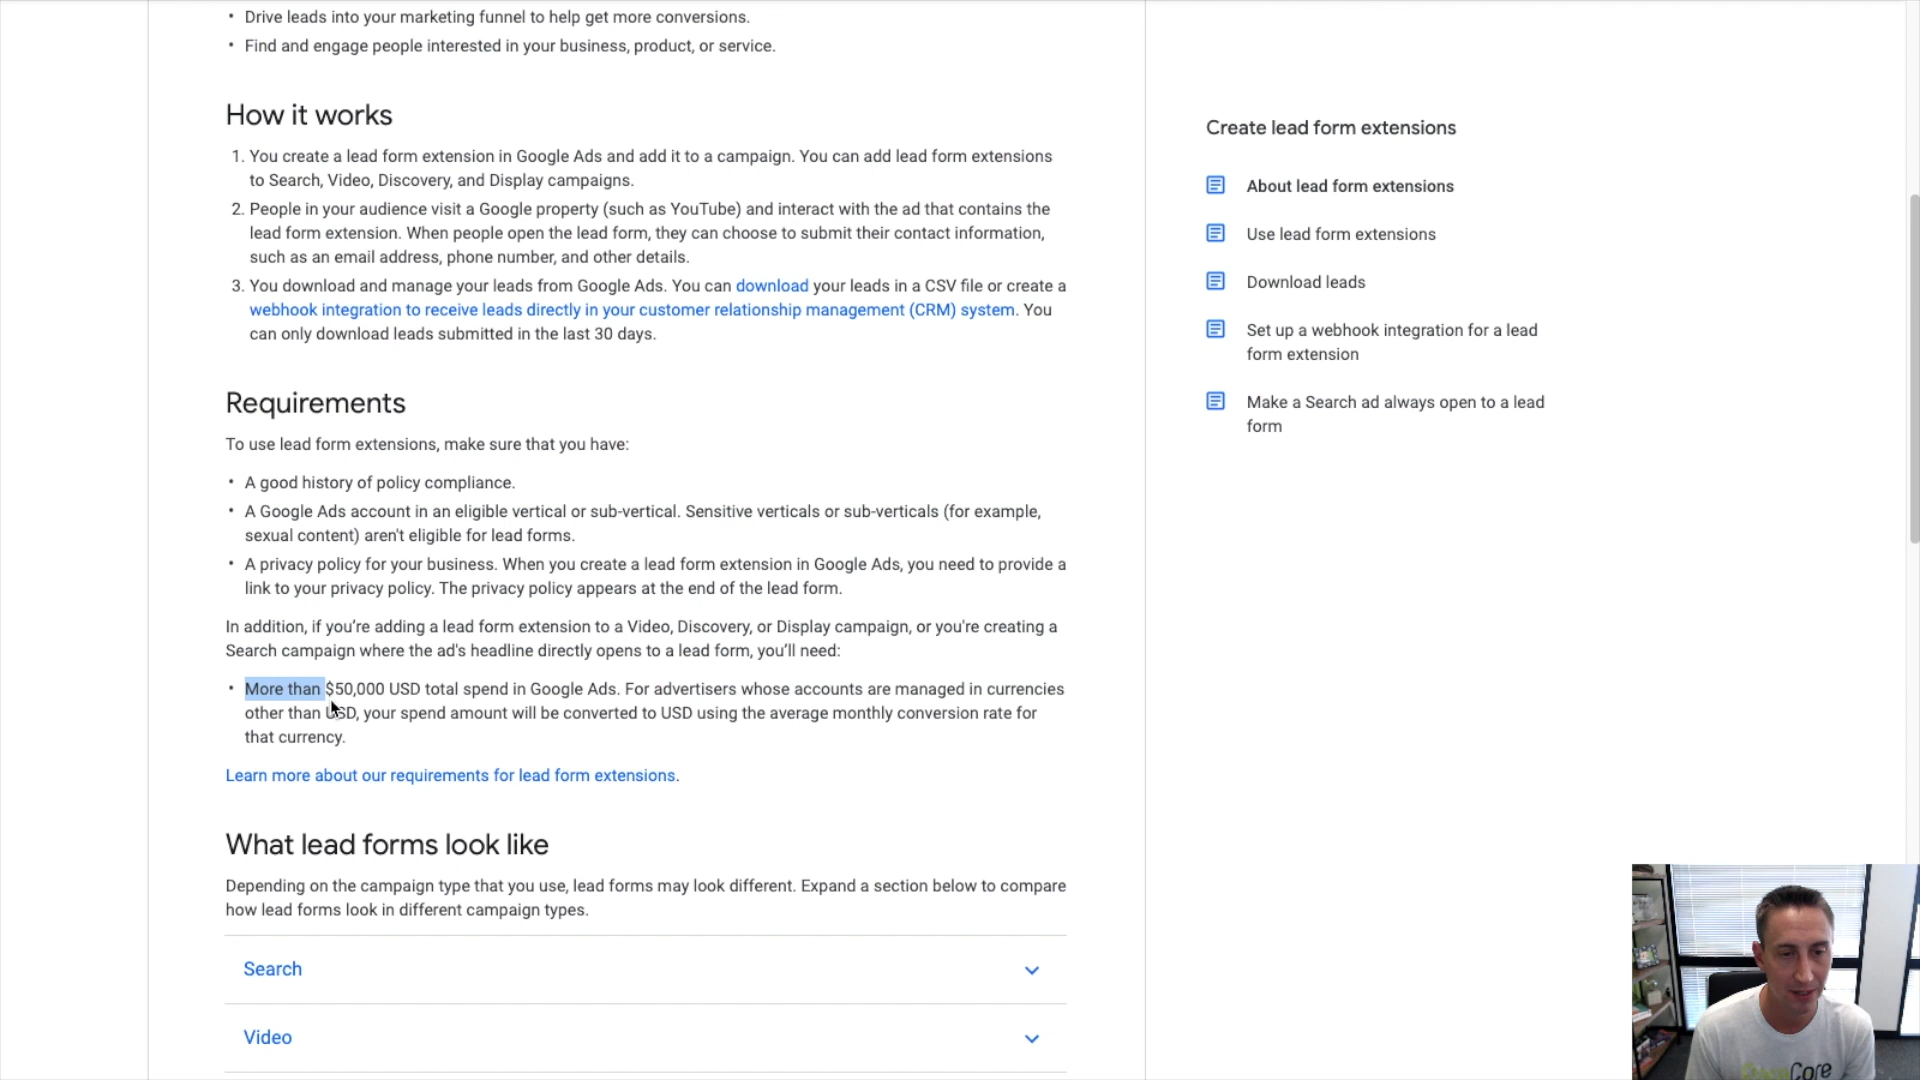 • Drive leads into your marketing funnel to help get more conversions.
• Find and engage people interested in your business, product, or service.
How it works
1. You create a lead form extension in Google Ads and add it to a campaign. You can add lead form extensions
to Search, Video, Discovery, and Display campaigns.
2. People in your audience visit a Google property (such as YouTube) and interact with the ad that contains the
lead form extension. When people open the lead form, they can choose to submit their contact information,
such as an email address, phone number, and other details.
3. You download and manage your leads from Google Ads. You can download your leads in a CSV file or create a
webhook integration to receive leads directly in your customer relationship management (CRM) system. You
can only download leads submitted in the last 30 days.
Requirements
To use lead form extensions, make sure that you have:
• A good history of policy compliance.
• A Google Ads account in an eligible vertical or sub-vertical. Sensitive verticals or sub-verticals (for example,
sexual content) aren't eligible for lead forms.
• A privacy policy for your business. When you create a lead form extension in Google Ads, you need to provide a
link to your privacy policy. The privacy policy appears at the end of the lead form.
In addition, if you’re adding a lead form extension to a Video, Discovery, or Display campaign, or you're creating a
Search campaign where the ad's headline directly opens to a lead form, you’ll need:
• More than $50,000 USD total spend in Google Ads. For advertisers whose accounts are managed in currencies
other than USD, your spend amount will be converted to USD using the average monthly conversion rate for
that currency.
Learn more about our requirements for lead form extensions.
What lead forms look like
Depending on the campaign type that you use, lead forms may look different. Expand a section below to compare
how lead forms look in different campaign types.
Search
Video
Create lead form extensions
About lead form extensions
Use lead form extensions
Download leads
Set up a webhook integration for a lead
form extension
Make a Search ad always open to a lead
form